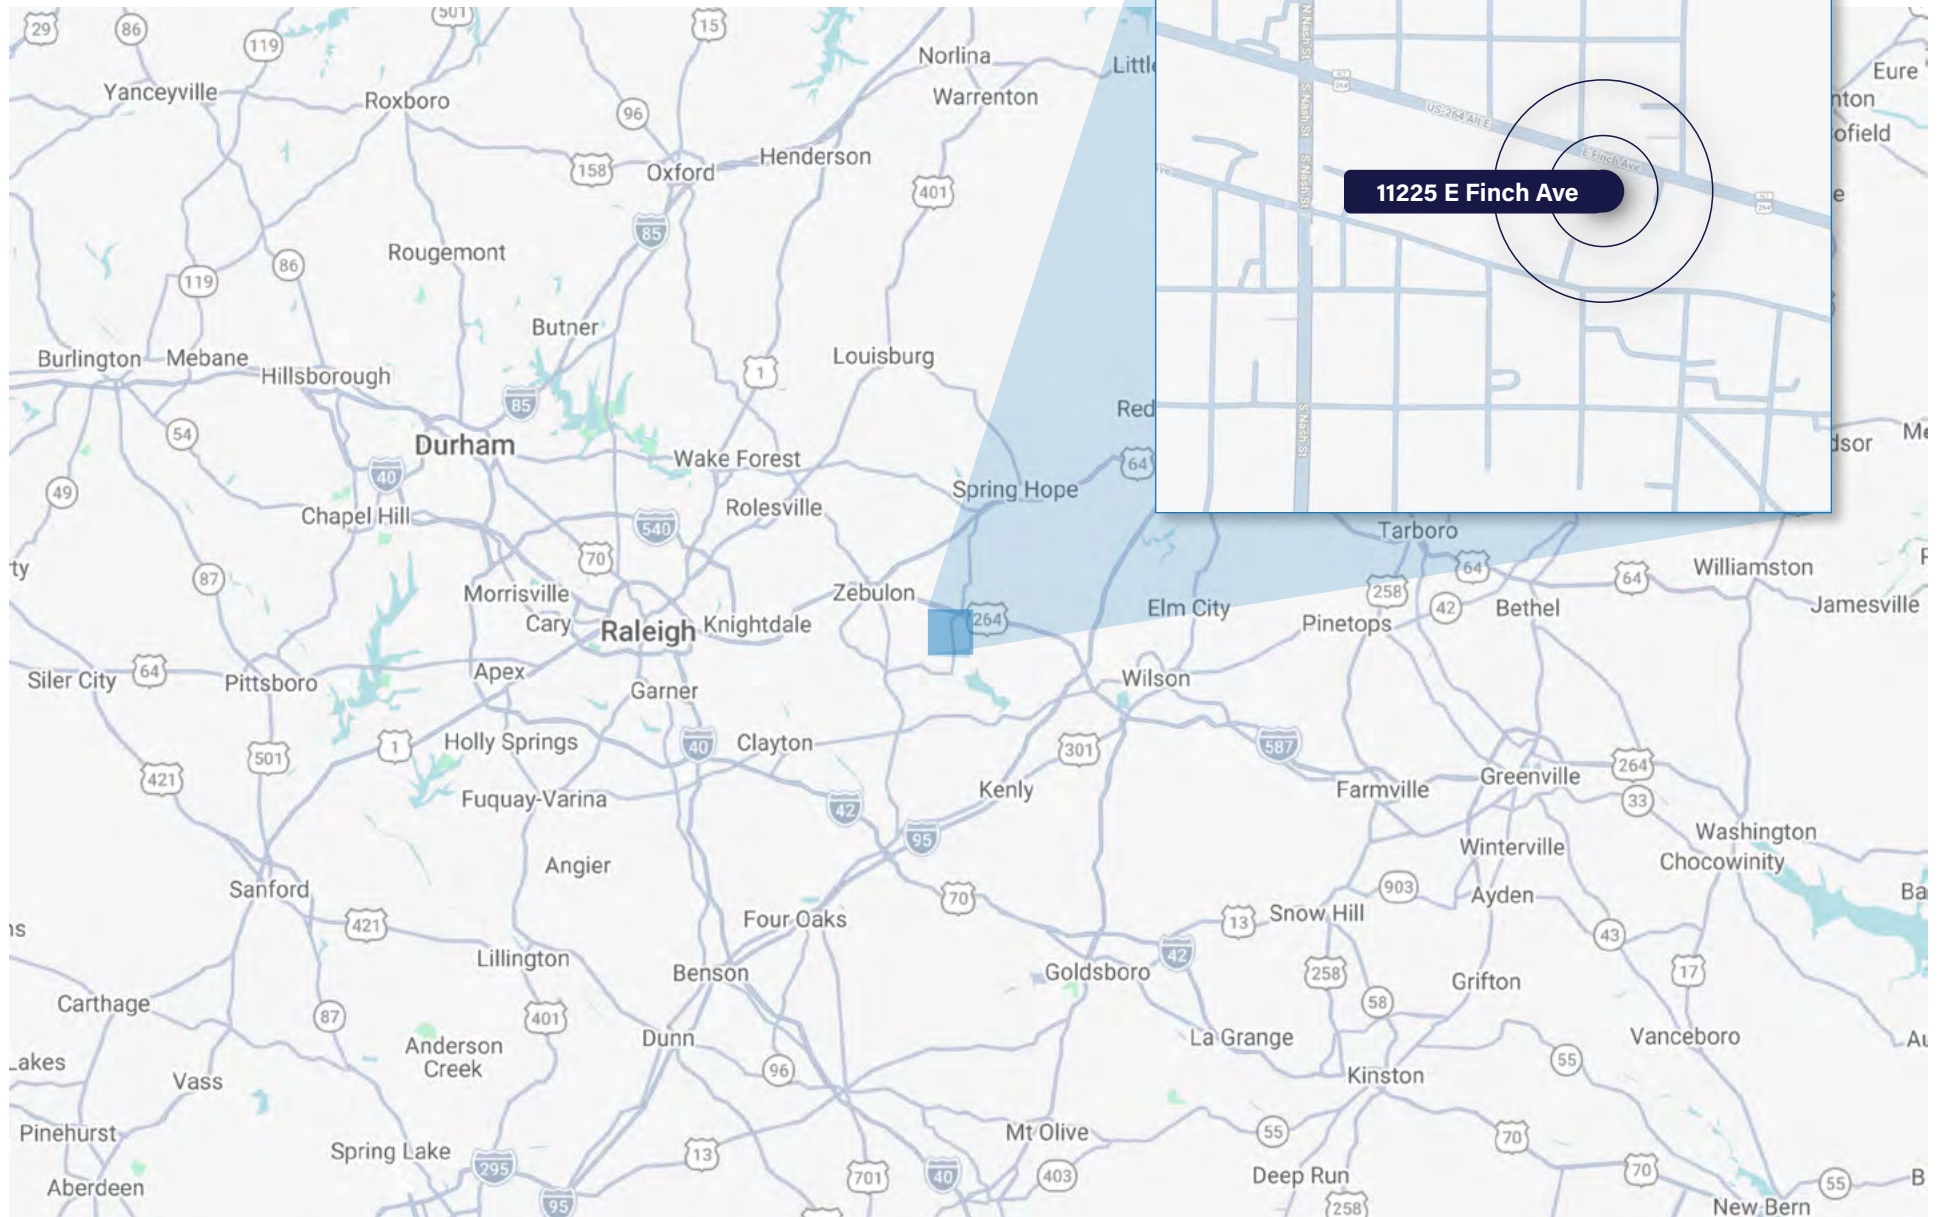 29
86
119
501
15
Norlina
Warrenton
Yanceyville
Roxboro
96
158
Oxford
Henderson
401
85
Rougemont
119
86
Butner
Louisburg
1
Burlington
Mebane
Hillsborough
85
54
Durham
40
49
Chapel Hill
Wake Forest
Rolesville
Spring Hope
64
540
70
87
Morrisville
Cary
Raleigh
Knightdale
Zebulon
264
Elm City
Tarboro
64
258
42
Bethel
Pinetops
64
Williamston
Jamesville
Siler City
64
Pittsboro
Apex
Garner
Wilson
421
501
1
Holly Springs
40
Clayton
301
587
264
Greenville
Farmville
33
Fuquay-Varina
42
Kenly
95
Washington
Chocowinity
Winterville
Angier
Sanford
421
Four Oaks
70
13
Snow Hill
903
Ayden
43
Lillington
Benson
Goldsboro
42
258
58
Grifton
17
Carthage
87
401
Anderson
Creek
Dunn
96
La Grange
Kinston
55
Vanceboro
Vass
Pinehurst
Aberdeen
Spring Lake
295
95
13
701
40
Mt Olive
403
55
Deep Run
258
70
70
New Bern
55
Eure
N Nash St
S Nash St
S Nash St
S Nash St
ALT
264
US-264 Alt E
E Finch Ave
ALT
264
11225 E Finch Ave